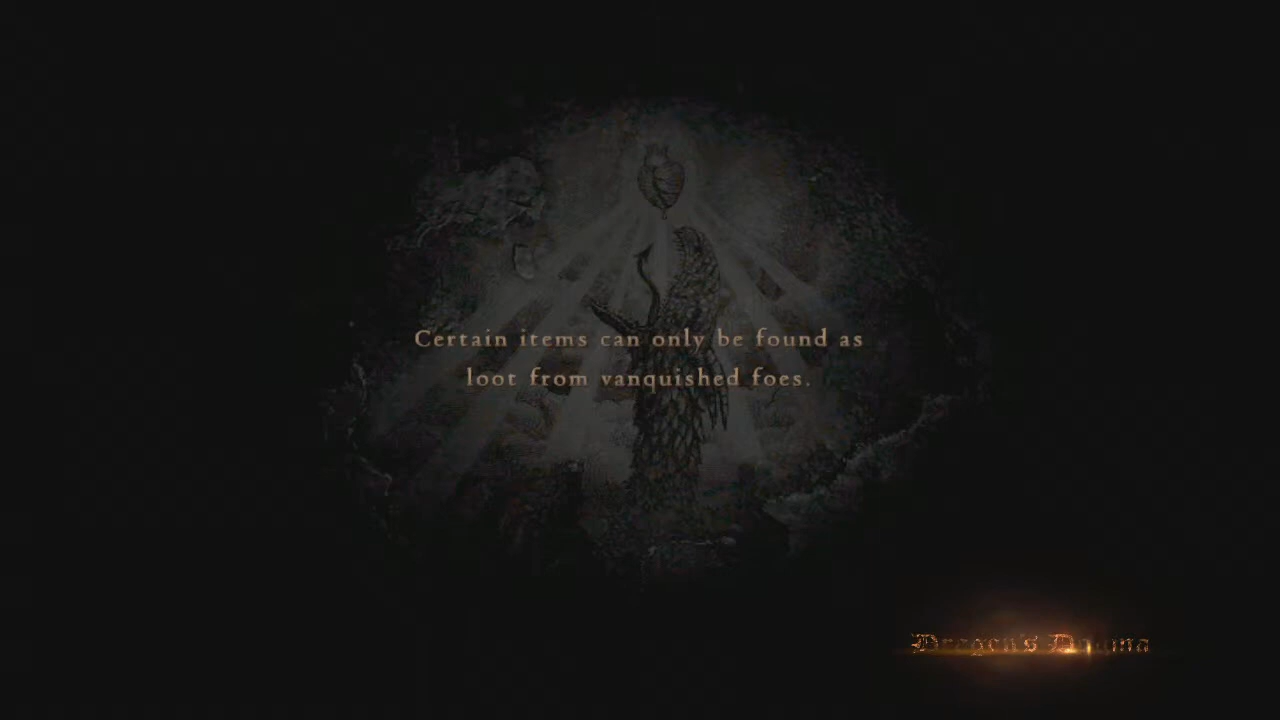 Certain items can only be found as
loot from vanquished foes.
Dragon's Dogma